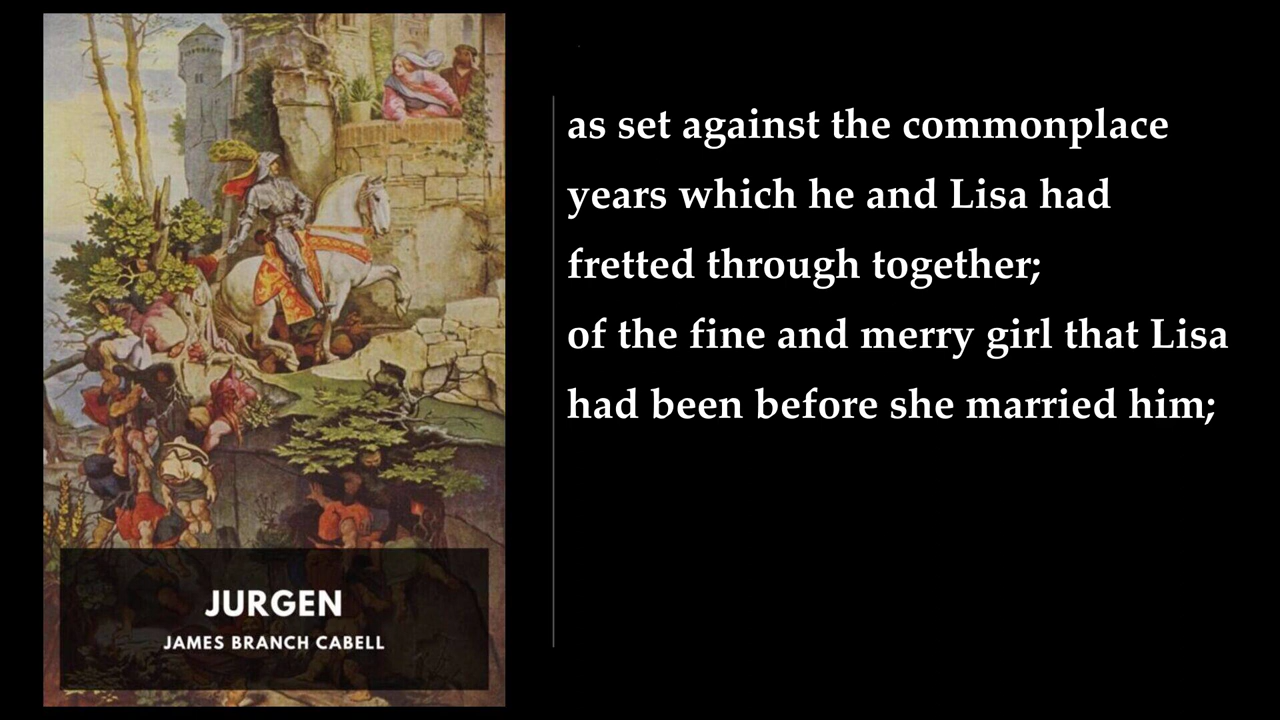 as set against the commonplace
years which he and Lisa had
fretted through together;
of the fine and merry girl that Lisa
had been before she married him;
JURGEN
JAMES BRANCH CABELL